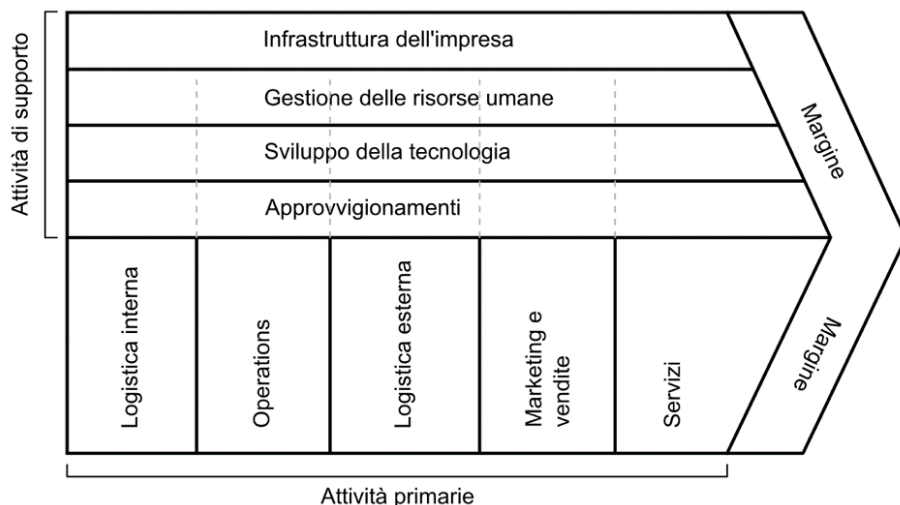 Attività di supporto
Infrastruttura dell'impresa
Gestione delle risorse umane
Sviluppo della tecnologia
Approvvigionamenti
Margine
Logistica interna
Operations
Logistica esterna
Marketing e
vendite
Servizi
Margine
Attività primarie